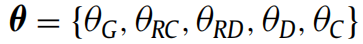 𝜽 = {θ_G, θ_RC, θ_RD, θ_D, θ_C}